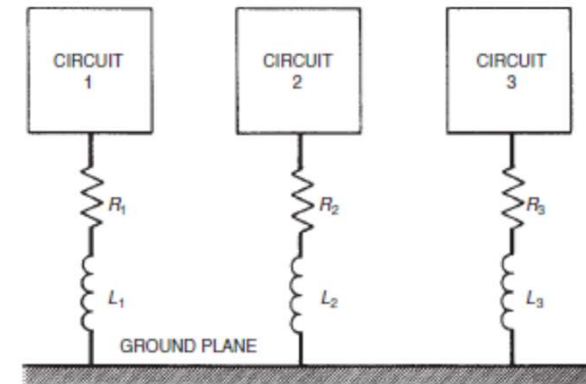 CIRCUIT
1
CIRCUIT
2
CIRCUIT
3
R₁
R₂
R₃
L₁
L₂
L₃
GROUND PLANE